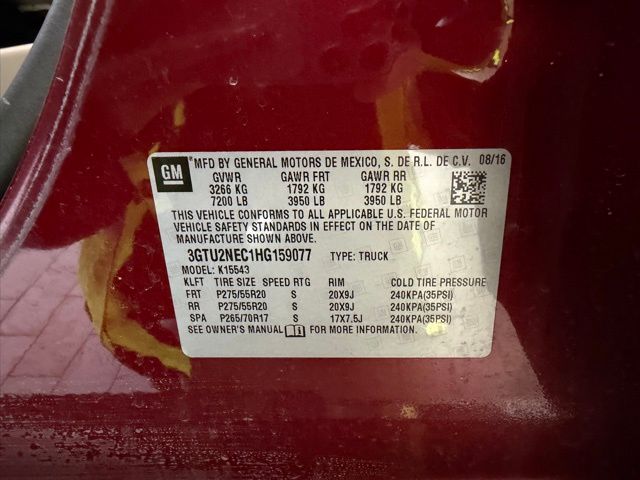 GM MFD BY GENERAL MOTORS DE MEXICO, S. DE R.L. DE C.V. 08/16
GVWR GAWR FRT GAWR RR
3266 KG 1792 KG 1792 KG
7200 LB 3950 LB 3950 LB
THIS VEHICLE CONFORMS TO ALL APPLICABLE U.S. FEDERAL MOTOR
VEHICLE SAFETY STANDARDS IN EFFECT ON THE DATE OF
MANUFACTURE SHOWN ABOVE.
3GTU2NEC1HG159077 TYPE: TRUCK
MODEL: K15543
KLFT TIRE SIZE SPEED RTG RIM COLD TIRE PRESSURE
FRT P275/55R20 S 20X9J 240KPA(35PSI)
RR P275/55R20 S 20X9J 240KPA(35PSI)
SPA P265/70R17 S 17X7.5J 240KPA(35PSI)
SEE OWNER'S MANUAL FOR MORE INFORMATION